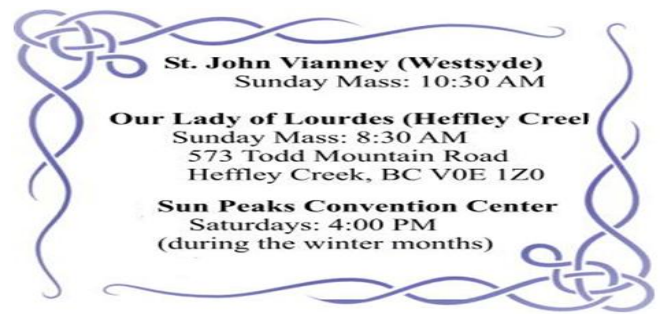 St. John Vianney (Westsyde)
Sunday Mass: 10:30 AM
Our Lady of Lourdes (Heffley Creel
Sunday Mass: 8:30 AM
573 Todd Mountain Road
Heffley Creek, BC V0E 1Z0
Sun Peaks Convention Center
Saturdays: 4:00 PM
(during the winter months)